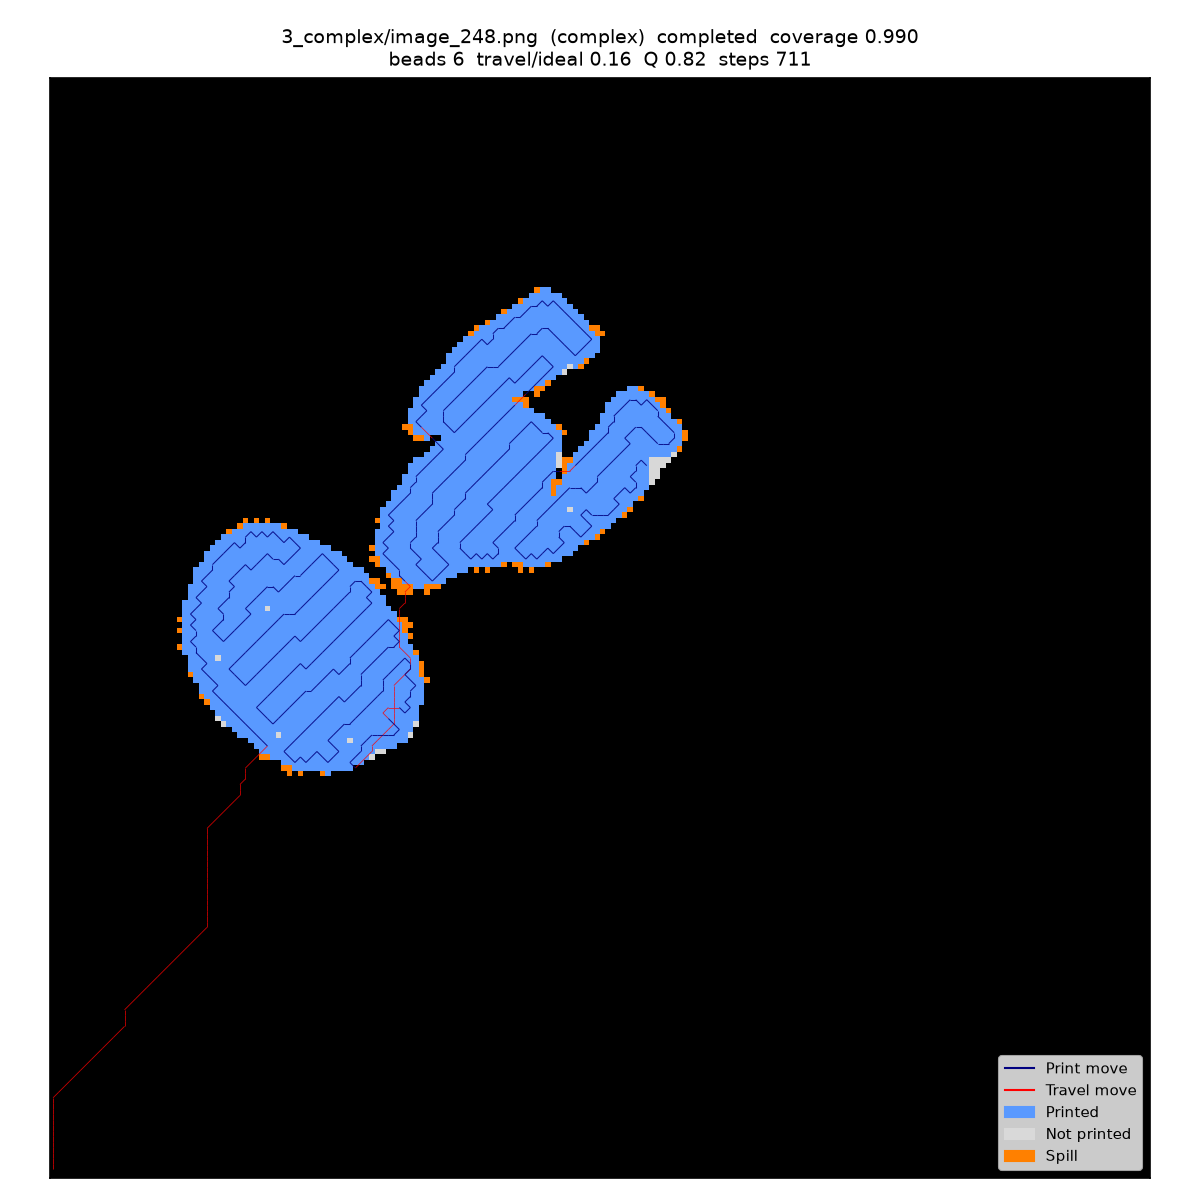 3_complex/image_248.png  (complex)  completed  coverage 0.990
beads 6  travel/ideal 0.16  Q 0.82  steps 711
Print move
Travel move
Printed
Not printed
Spill